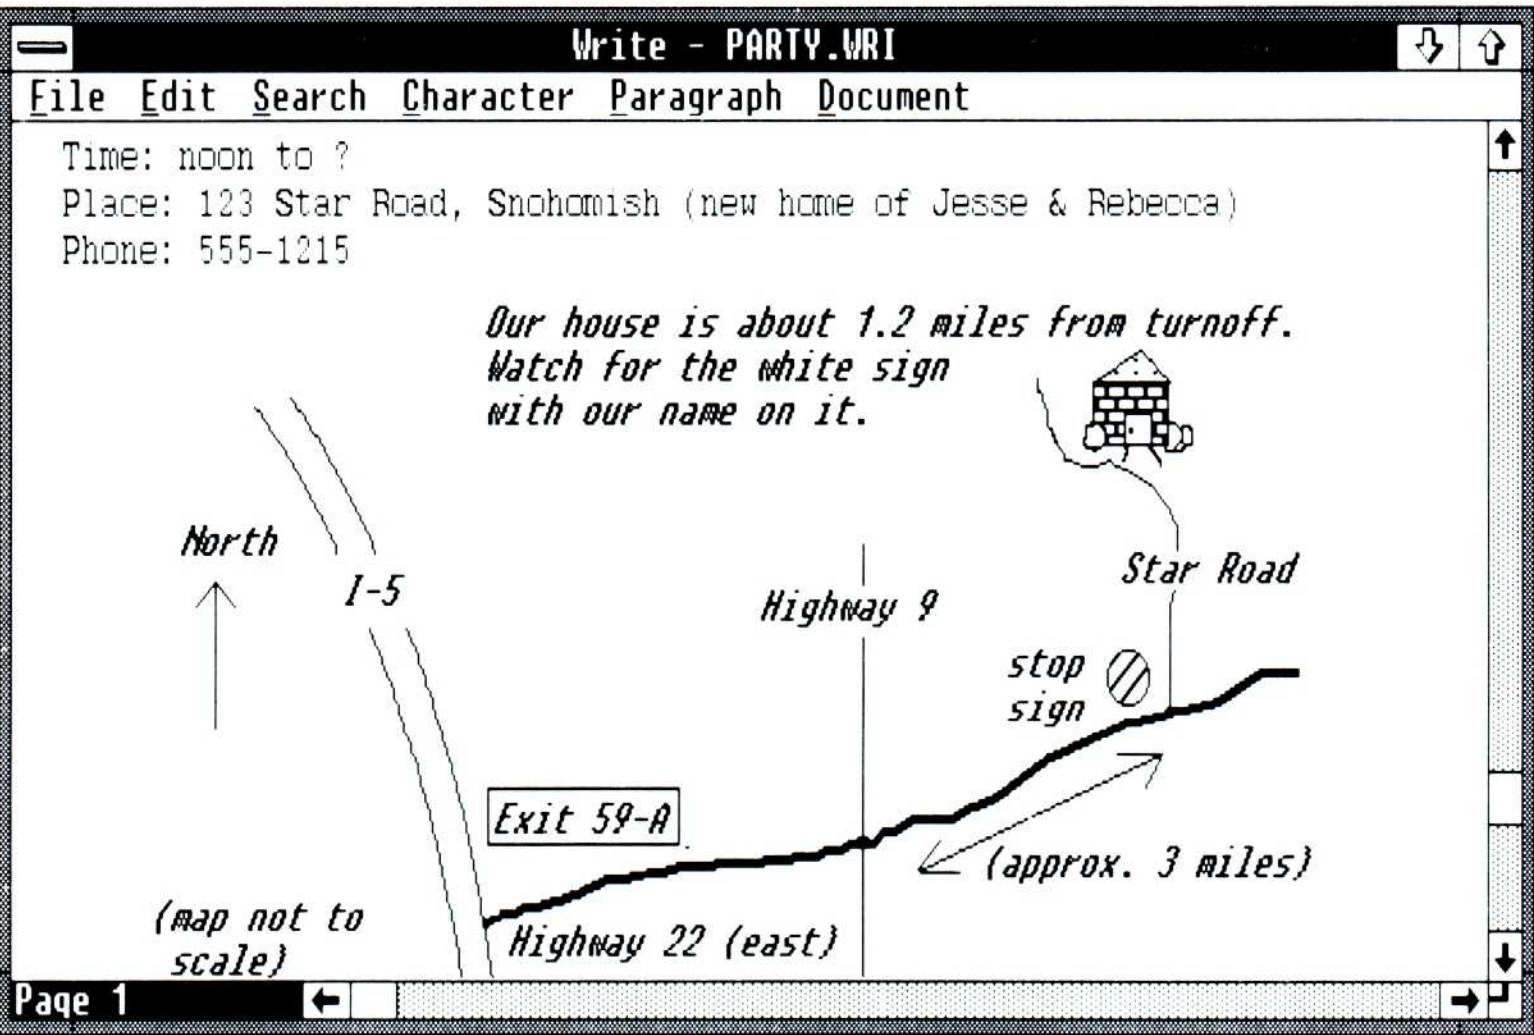 Write - PARTY.WRI
File Edit Search Character Paragraph Document
Time: noon to ?
Place: 123 Star Road, Snohomish (new home of Jesse & Rebecca)
Phone: 555-1215
Our house is about 1.2 miles from turnoff.
Watch for the white sign
with our name on it.
North
I-5
Star Road
Highway 9
stop
sign
Exit 59-A
(approx. 3 miles)
(map not to
scale)
Highway 22 (east)
Page 1